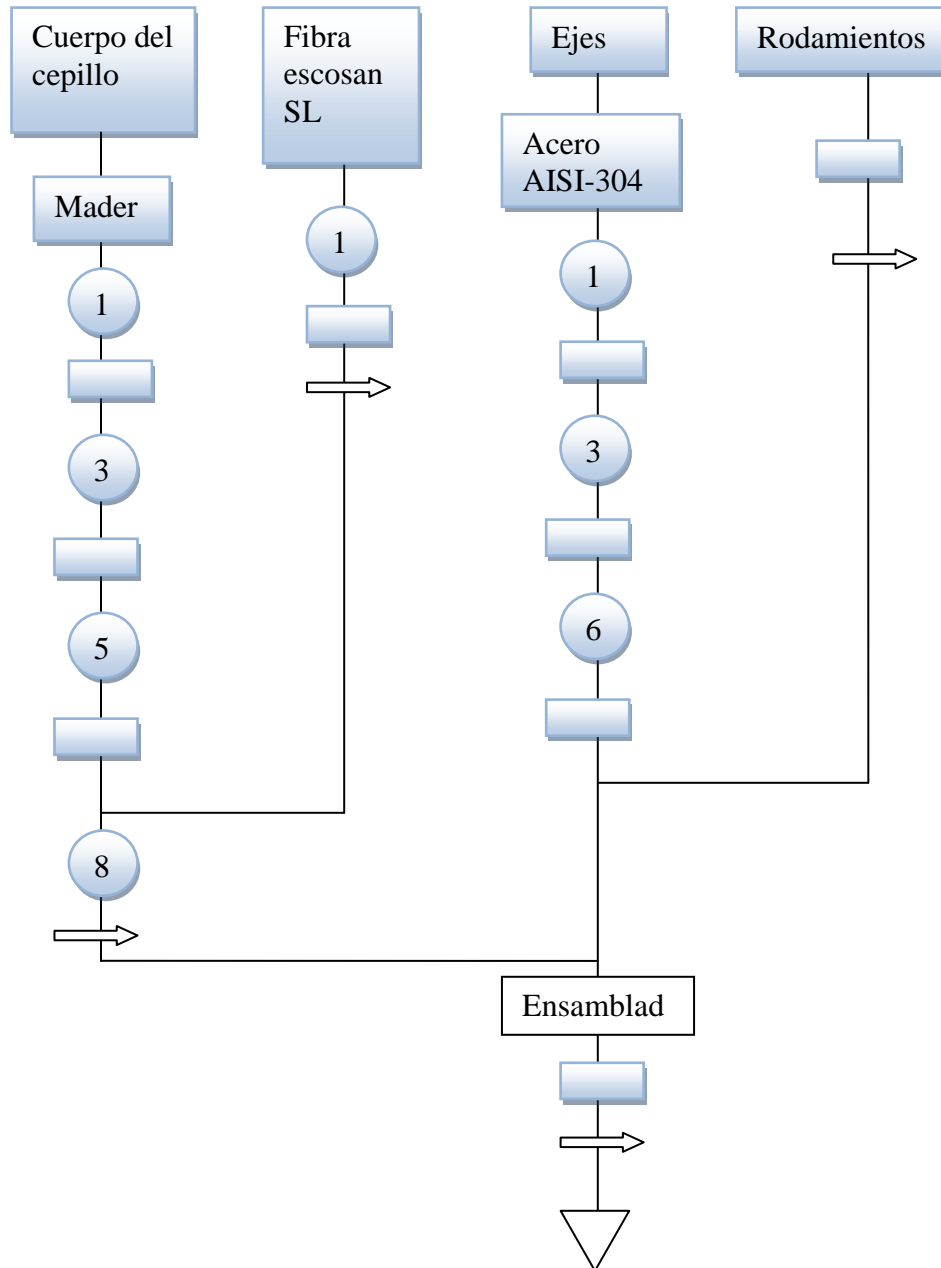 Cuerpo del
cepillo
Mader
1
3
5
8
Fibra
escosan
SL
1
Ejes
Acero
AISI-304
1
3
6
Rodamientos
Ensamblad